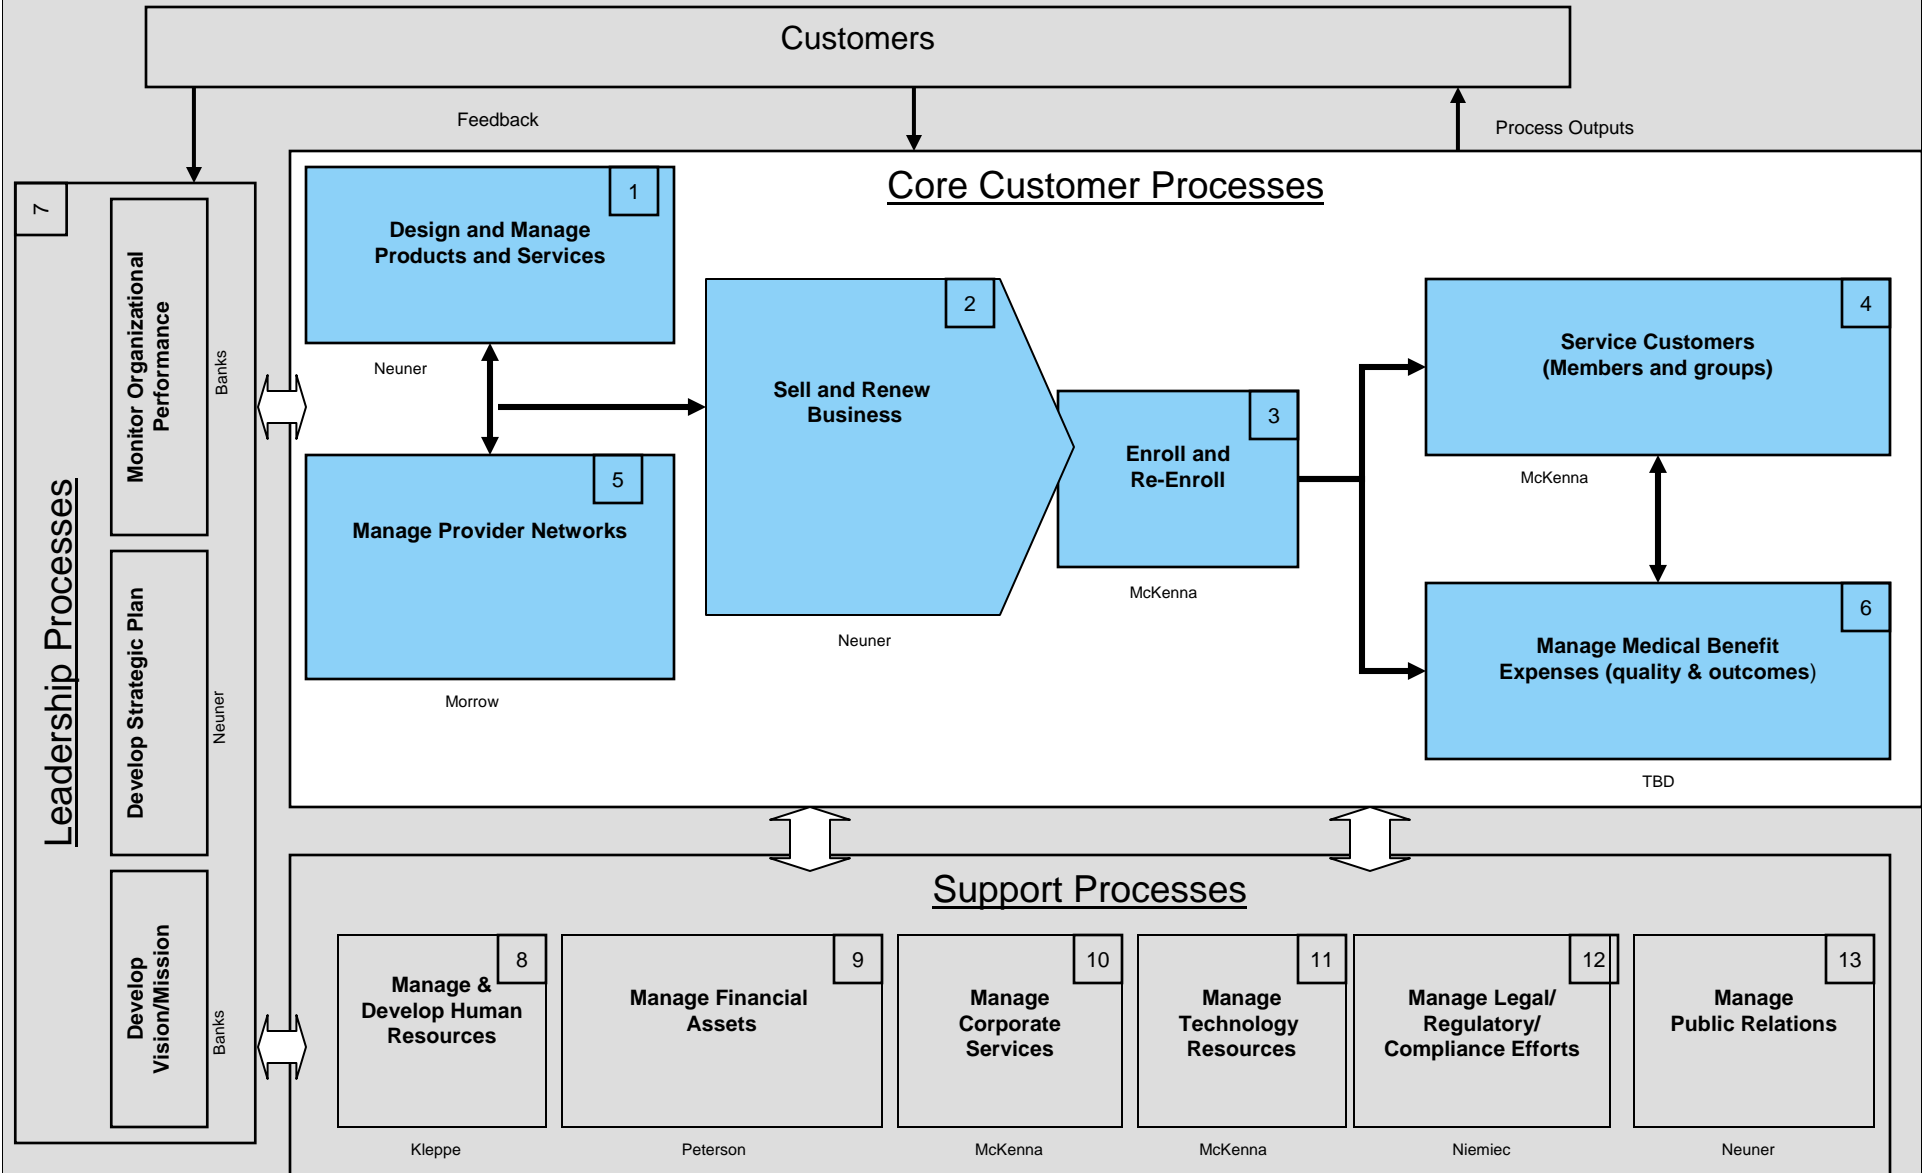 Customers
Feedback
Process Outputs
7
Leadership Processes
Monitor Organizational
Performance
Banks
Develop Strategic Plan
Neuner
Develop
Vision/Mission
Banks
Core Customer Processes
1
Design and Manage
Products and Services
Neuner
5
Manage Provider Networks
Morrow
2
Sell and Renew
Business
Neuner
3
Enroll and
Re-Enroll
McKenna
4
Service Customers
(Members and groups)
McKenna
6
Manage Medical Benefit
Expenses (quality & outcomes)
TBD
Support Processes
8
Manage &
Develop Human
Resources
Kleppe
9
Manage Financial
Assets
Peterson
10
Manage
Corporate
Services
McKenna
11
Manage
Technology
Resources
McKenna
12
Manage Legal/
Regulatory/
Compliance Efforts
Niemiec
13
Manage
Public Relations
Neuner